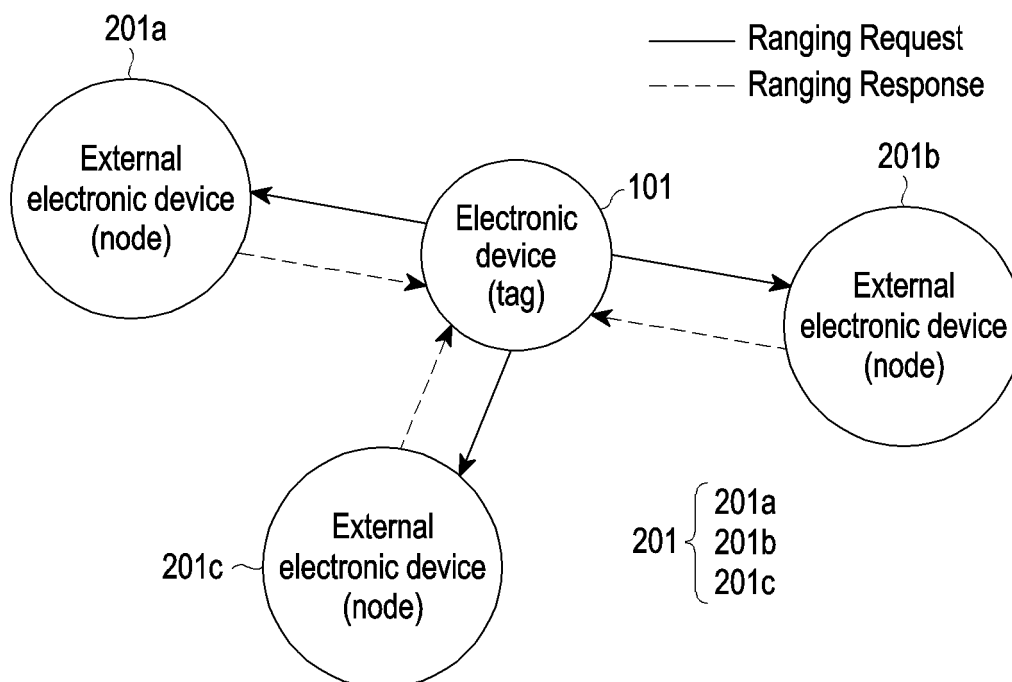 201a
Ranging Request
Ranging Response
External
electronic device
(node)
201b
101
Electronic
device
(tag)
External
electronic device
(node)
201c
External
electronic device
(node)
201
201a
201b
201c